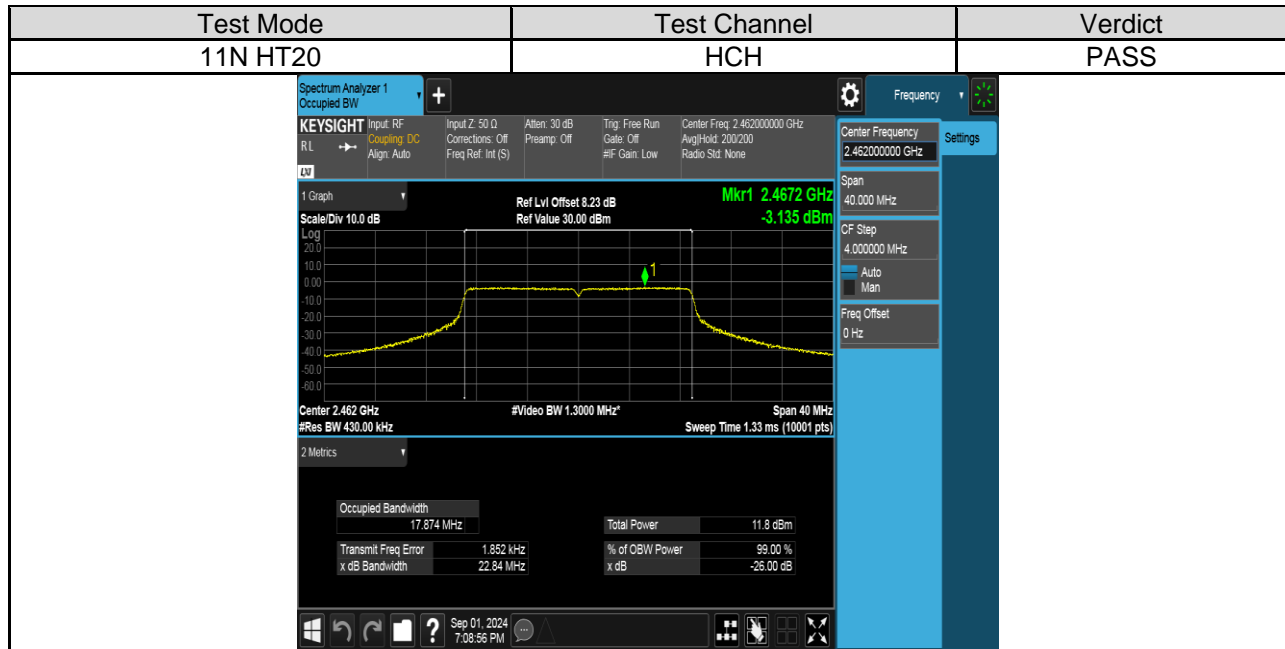 Test Mode Test Channel Verdict
11N HT20 HCH PASS
Spectrum Analyzer 1
Occupied BW
+
Frequency
KEYSIGHT Input: RF Input Z: 50 Ω Atten: 30 dB Trig: Free Run Center Freq: 2.462000000 GHz
RL Coupling: DC Corrections: Off Preamp: Off Gate: Off Avg|Hold: 200/200
Align: Auto Freq Ref: Int (S) #IF Gain: Low Radio Std: None
LXI
Center Frequency
2.462000000 GHz
Settings
Span
40.000 MHz
CF Step
4.000000 MHz
Auto
Man
Freq Offset
0 Hz
1 Graph Ref Lvl Offset 8.23 dB Mkr1 2.4672 GHz
Scale/Div 10.0 dB Ref Value 30.00 dBm -3.135 dBm
Log
20.0
10.0
1
0.00
-10.0
-20.0
-30.0
-40.0
-50.0
-60.0
Center 2.462 GHz #Video BW 1.3000 MHz* Span 40 MHz
#Res BW 430.00 kHz Sweep Time 1.33 ms (10001 pts)
2 Metrics
Occupied Bandwidth
17.874 MHz Total Power 11.8 dBm
Transmit Freq Error 1.852 kHz % of OBW Power 99.00 %
x dB Bandwidth 22.84 MHz x dB -26.00 dB
? Sep 01, 2024
7:08:56 PM